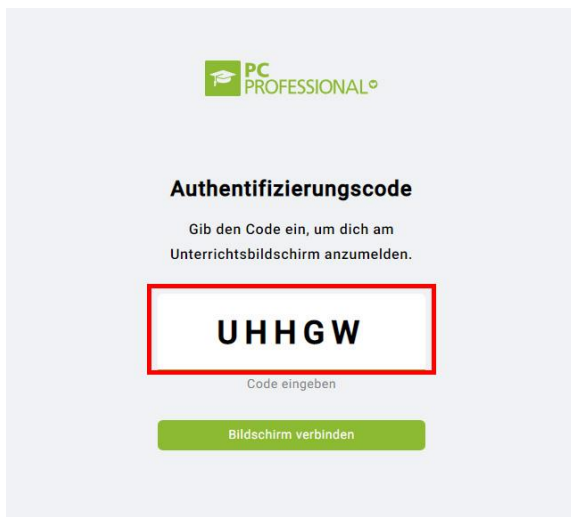 PC
PROFESSIONAL
Authentifizierungscode
Gib den Code ein, um dich am
Unterrichtsbildschirm anzumelden.
UHHGW
Code eingeben
Bildschirm verbinden